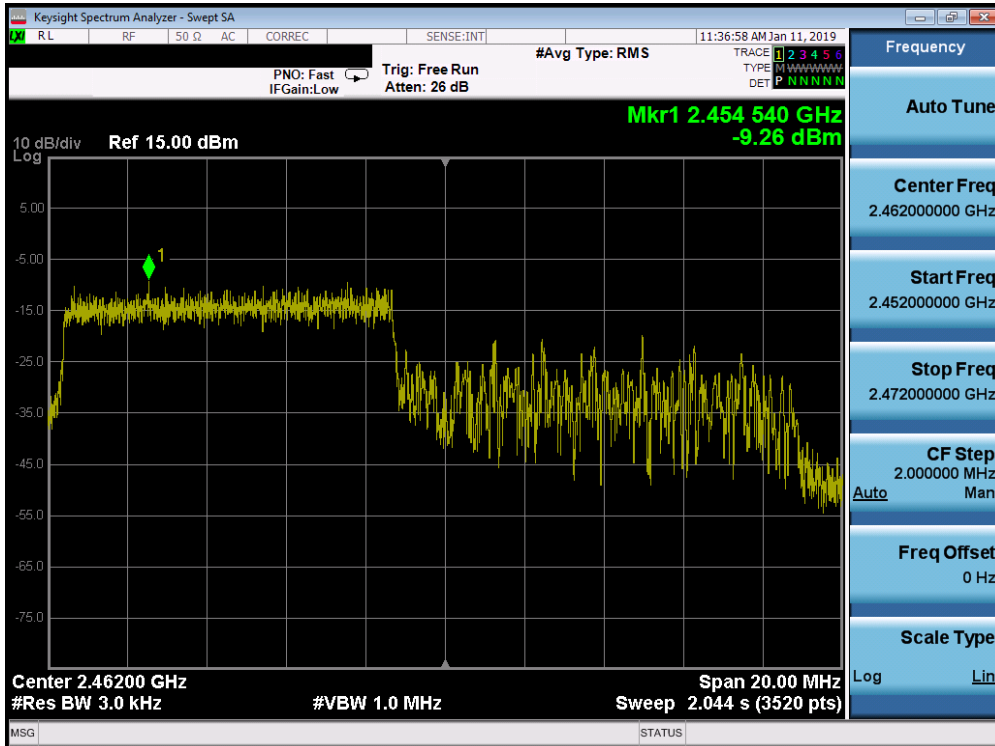 Keysight Spectrum Analyzer - Swept SA
LXI RL RF 50 Ω AC CORREC SENSE:INT 11:36:58 AM Jan 11, 2019
PNO: Fast Trig: Free Run #Avg Type: RMS TRACE 1 2 3 4 5 6
IFGain:Low Atten: 26 dB TYPE M W W W W W
DET P N N N N N
Mkr1 2.454 540 GHz
-9.26 dBm
10 dB/div Ref 15.00 dBm
Log
1
5.00
-5.00
-15.0
-25.0
-35.0
-45.0
-55.0
-65.0
-75.0
Center 2.46200 GHz Span 20.00 MHz
#Res BW 3.0 kHz #VBW 1.0 MHz Sweep 2.044 s (3520 pts)
MSG STATUS
Frequency
Auto Tune
Center Freq
2.462000000 GHz
Start Freq
2.452000000 GHz
Stop Freq
2.472000000 GHz
CF Step
2.000000 MHz
Auto Man
Freq Offset
0 Hz
Scale Type
Log Lin